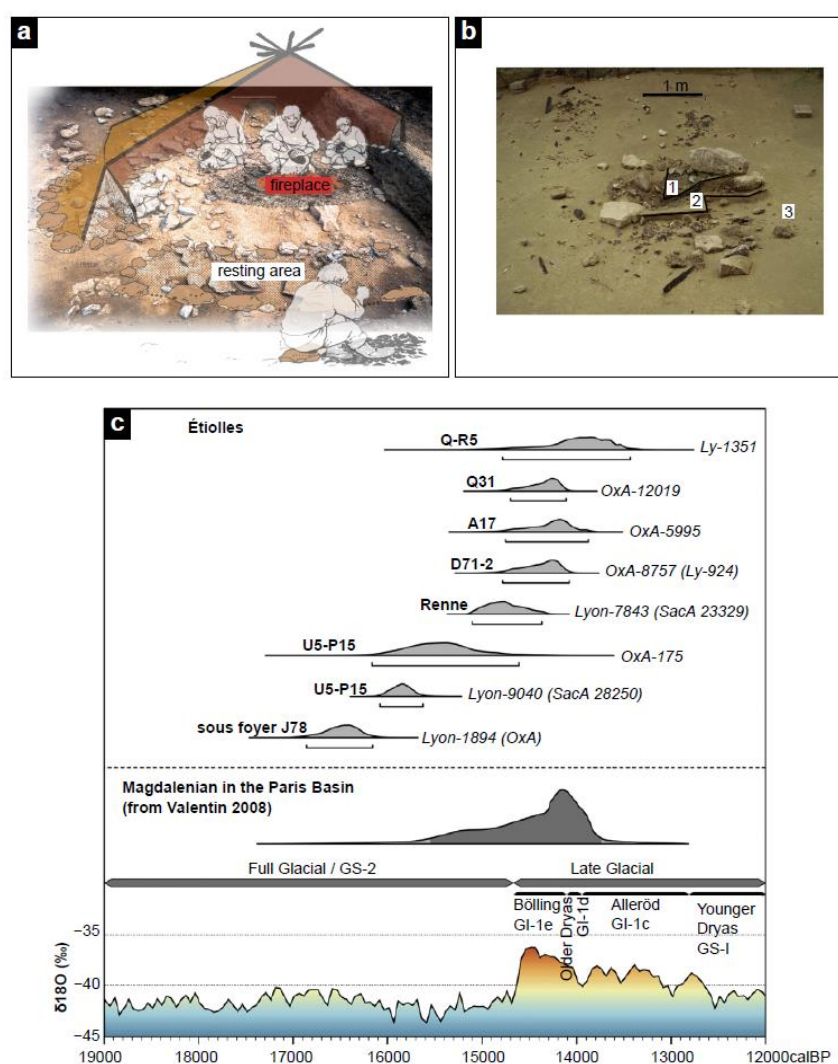 a
fireplace
resting area
b
1 m
1
2
3
c
Étiolles
Q-R5
Ly-1351
Q31
OxA-12019
A17
OxA-5995
D71-2
OxA-8757 (Ly-924)
Renne
Lyon-7843 (SacA 23329)
U5-P15
OxA-175
U5-P15
Lyon-9040 (SacA 28250)
sous foyer J78
Lyon-1894 (OxA)
Magdalenian in the Paris Basin
(from Valentin 2008)
Full Glacial / GS-2
Late Glacial
Bölling
GI-1e
Older Dryas
GI-1d
Alleröd
GI-1c
Younger
Dryas
GS-I
δ18O (‰)
−35
−40
−45
19000 18000 17000 16000 15000 14000 13000 12000calBP